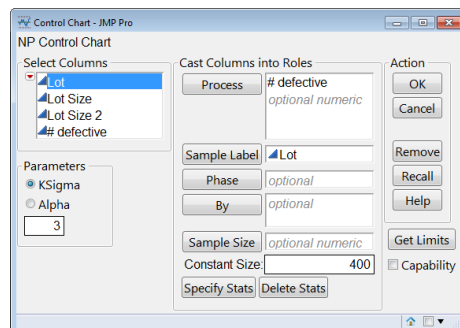 Control Chart - JMP Pro
NP Control Chart
Select Columns
Lot
Lot Size
Lot Size 2
# defective
Parameters
KSigma
Alpha
3
Cast Columns into Roles
Process # defective
optional numeric
Sample Label Lot
Phase optional
By optional
Sample Size optional numeric
Constant Size: 400
Specify Stats Delete Stats
Action
OK
Cancel
Remove
Recall
Help
Get Limits
Capability